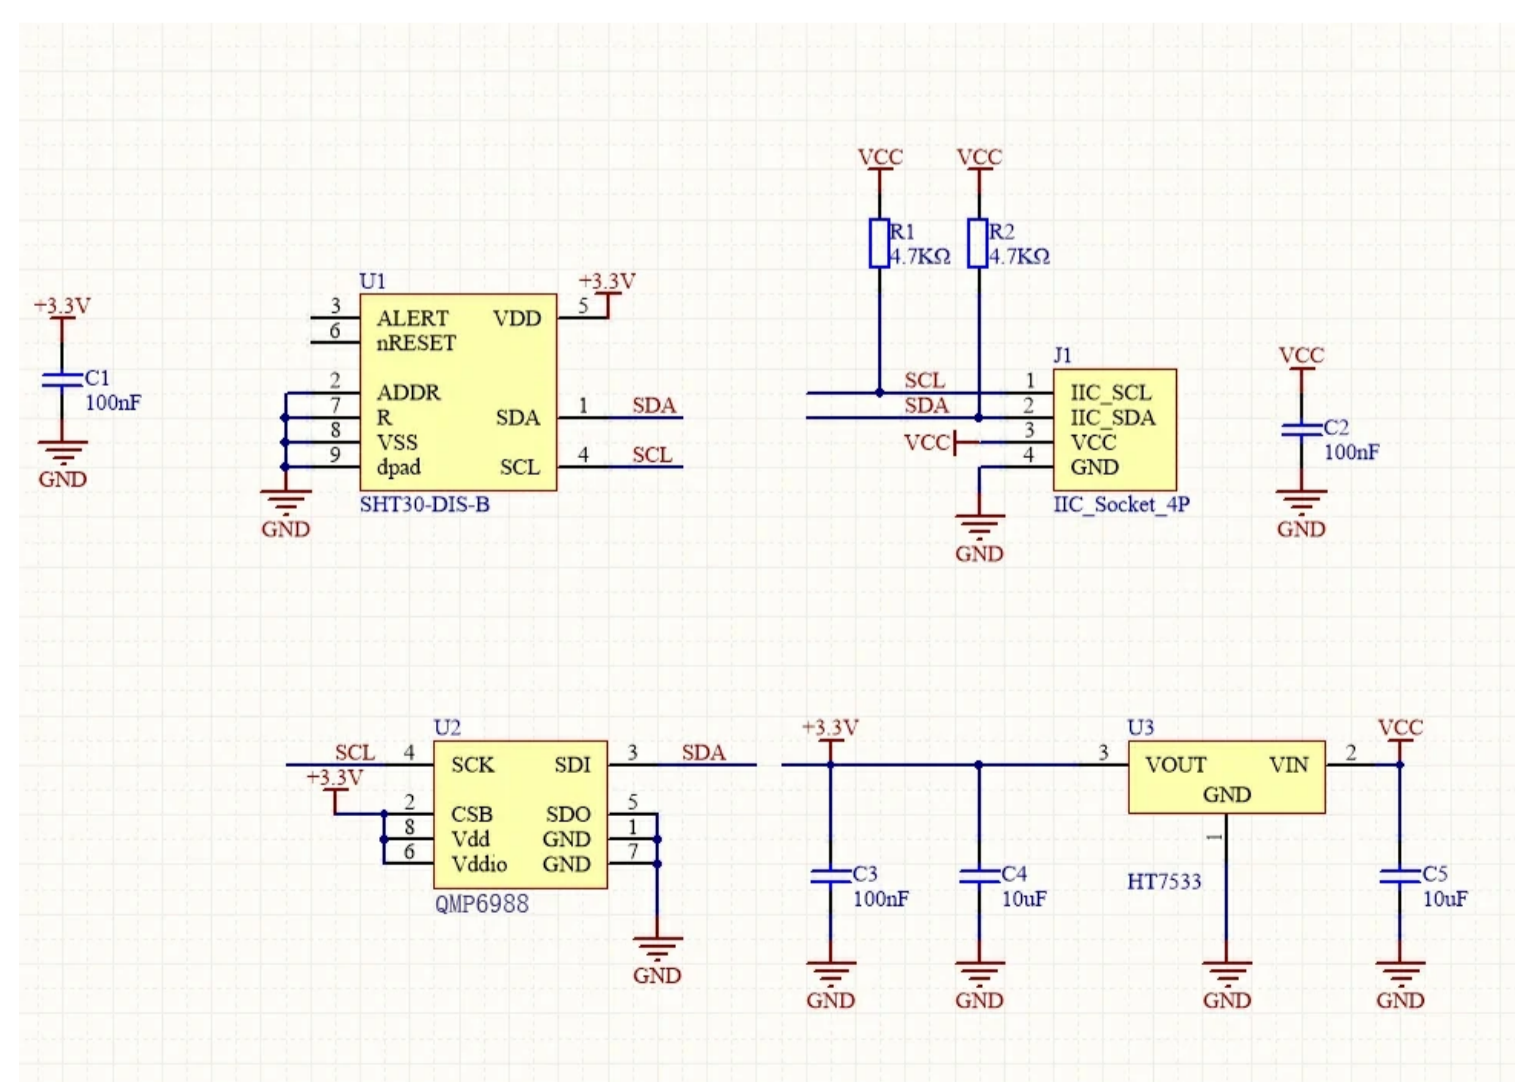 +3.3V
C1
100nF
GND
U1
3
ALERT
6
nRESET
2
ADDR
7
R
8
VSS
9
dpad
+3.3V
5
VDD
SDA
1
SDA
SCL
4
SCL
SHT30-DIS-B
GND
VCC
VCC
R1
4.7KΩ
R2
4.7KΩ
J1
SCL
1
IIC_SCL
SDA
2
IIC_SDA
VCC
3
VCC
4
GND
IIC_Socket_4P
GND
VCC
C2
100nF
GND
U2
SCL
4
SCK
SDI
3
SDA
+3.3V
2
CSB
SDO
5
8
Vdd
GND
1
6
Vddio
GND
7
QMP6988
GND
+3.3V
U3
VCC
3
VOUT
VIN
2
GND
1
HT7533
C3
100nF
C4
10uF
C5
10uF
GND
GND
GND
GND